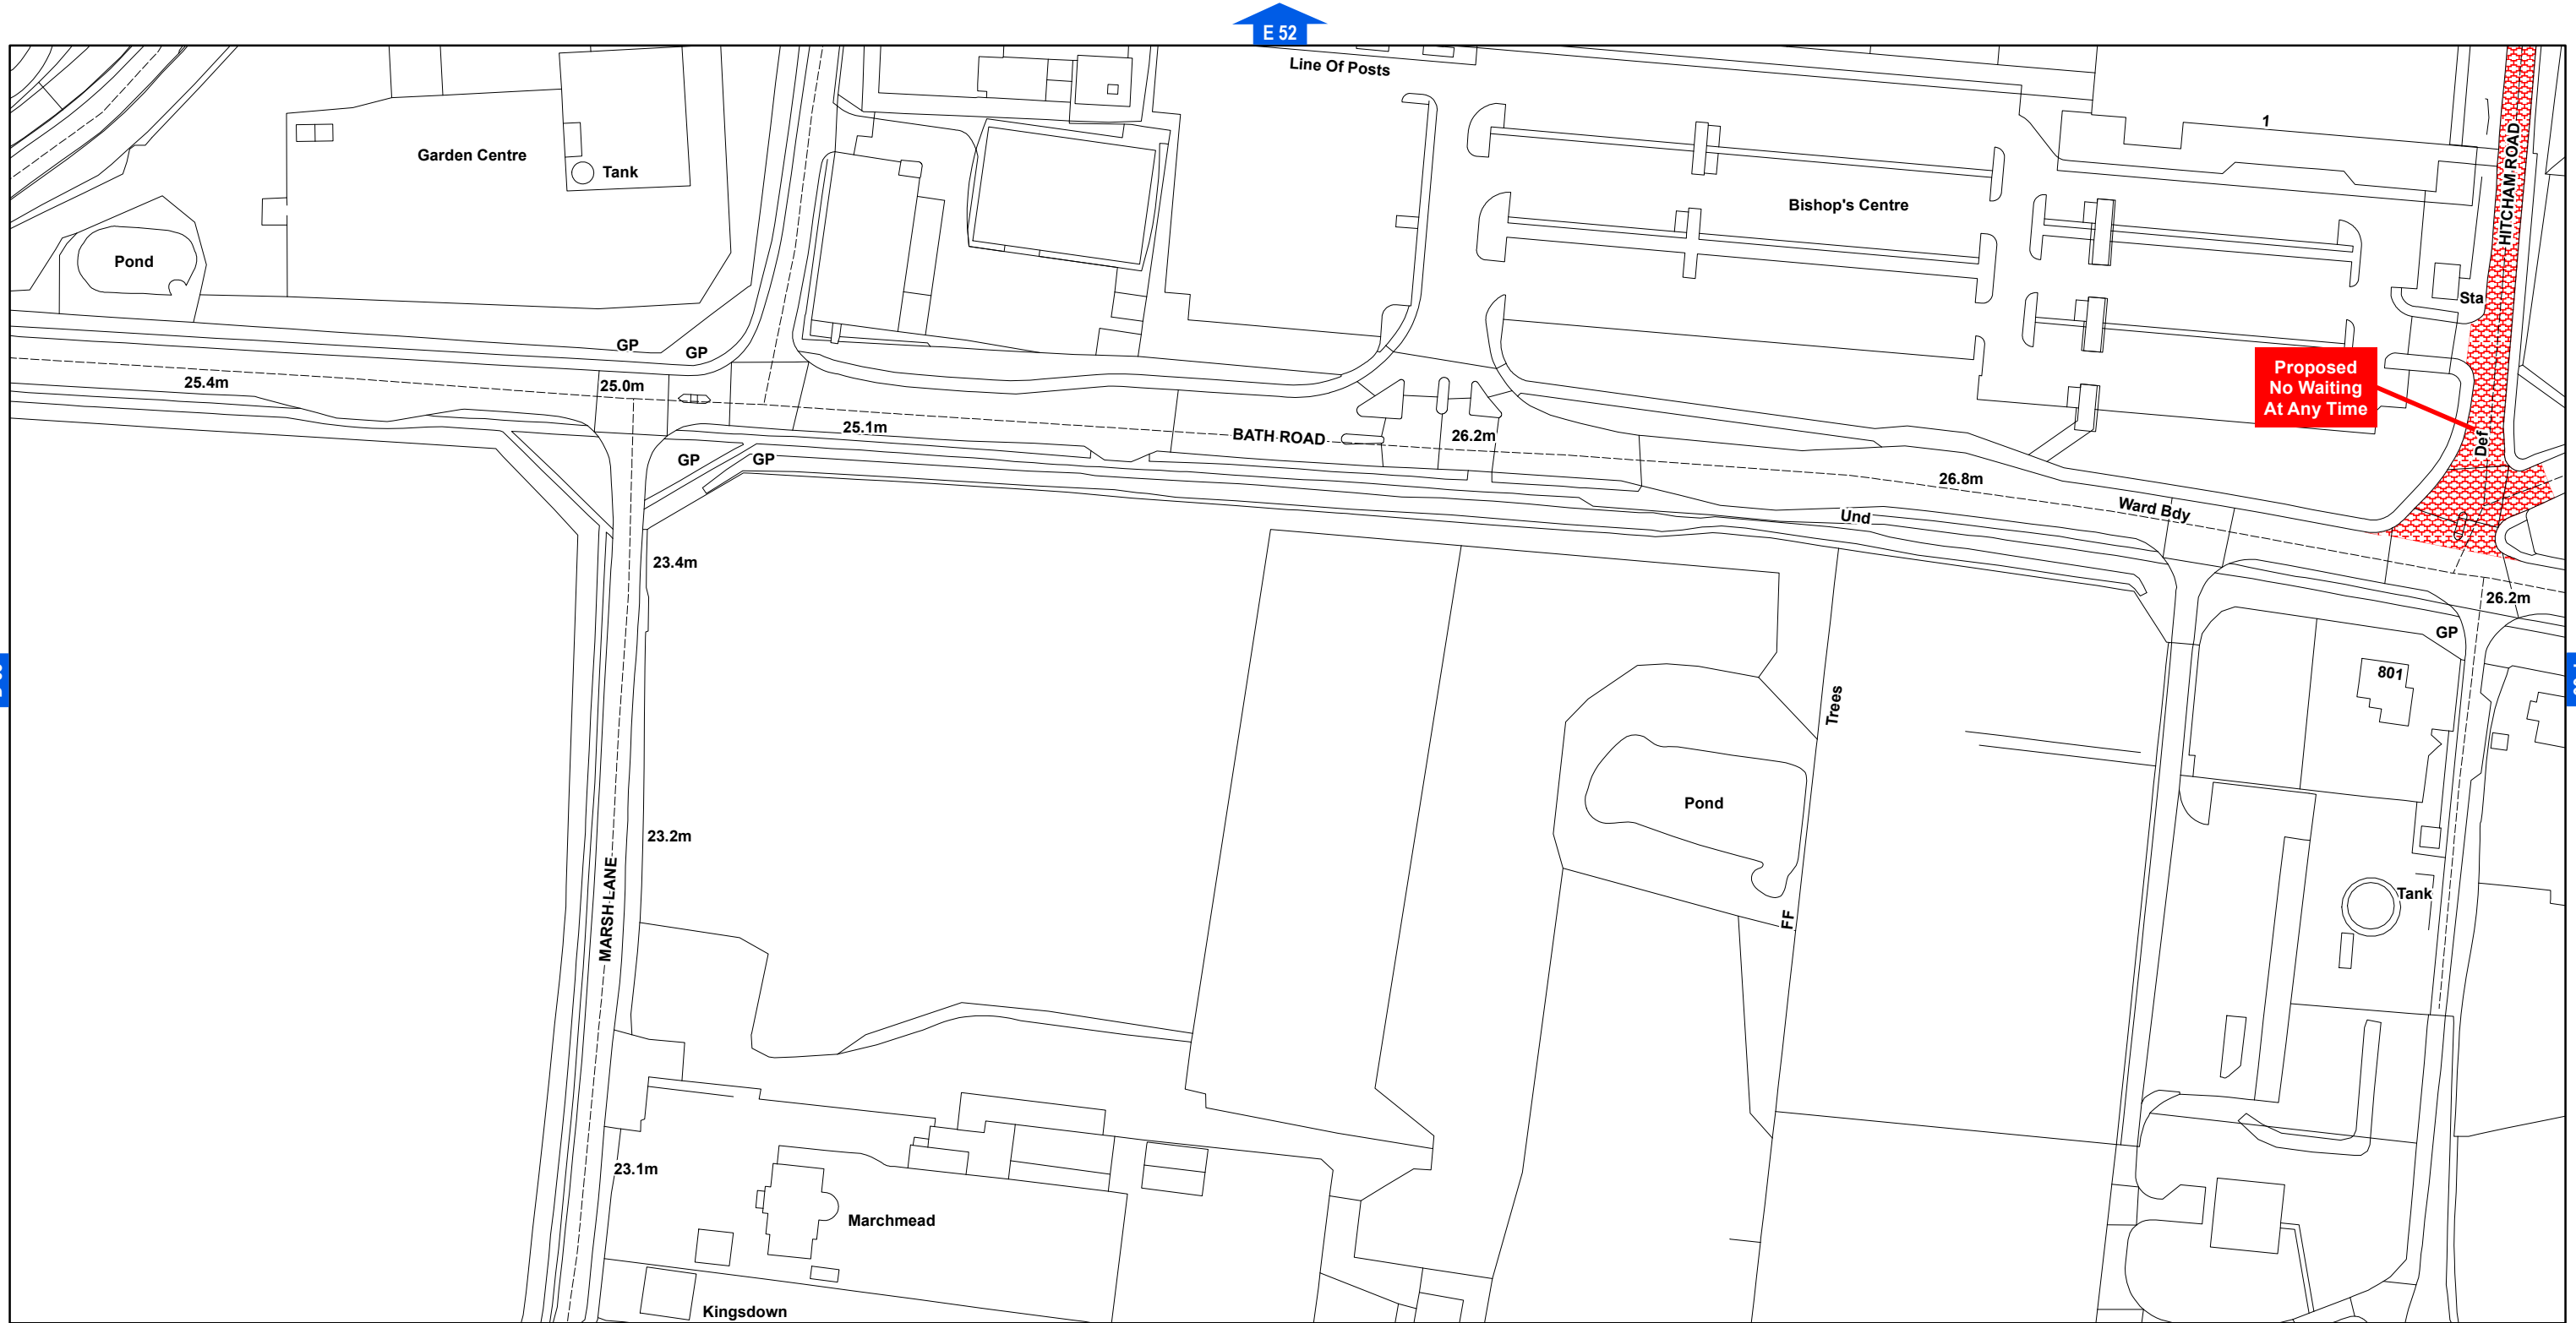 E 52
Line Of Posts
Garden Centre
Tank
1
HITCHAM ROAD
Bishop's Centre
Pond
Sta
GP
GP
Proposed
No Waiting
At Any Time
25.4m
25.0m
25.1m
BATH ROAD
26.2m
Def
GP
GP
26.8m
Ward Bdy
Und
23.4m
26.2m
GP
801
Trees
Pond
23.2m
MARSH LANE
Tank
FF
23.1m
Marchmead
Kingsdown